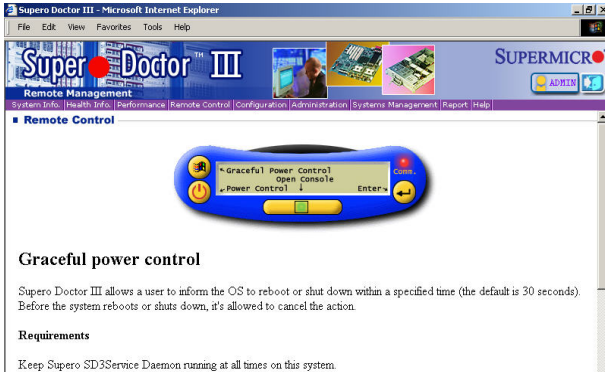 Supero Doctor III - Microsoft Internet Explorer
File Edit View Favorites Tools Help
Super Doctor ™ III
SUPERMICR
Remote Management
ADMIN
System Info. Health Info. Performance Remote Control Configuration Administration Systems Management Report Help
Remote Control
Graceful Power Control
Comm.
Open Console
Power Control ↓ Enter
Graceful power control
Supero Doctor III allows a user to inform the OS to reboot or shut down within a specified time (the default is 30 seconds).
Before the system reboots or shuts down, it's allowed to cancel the action.
Requirements
Keep Supero SD3Service Daemon running at all times on this system.